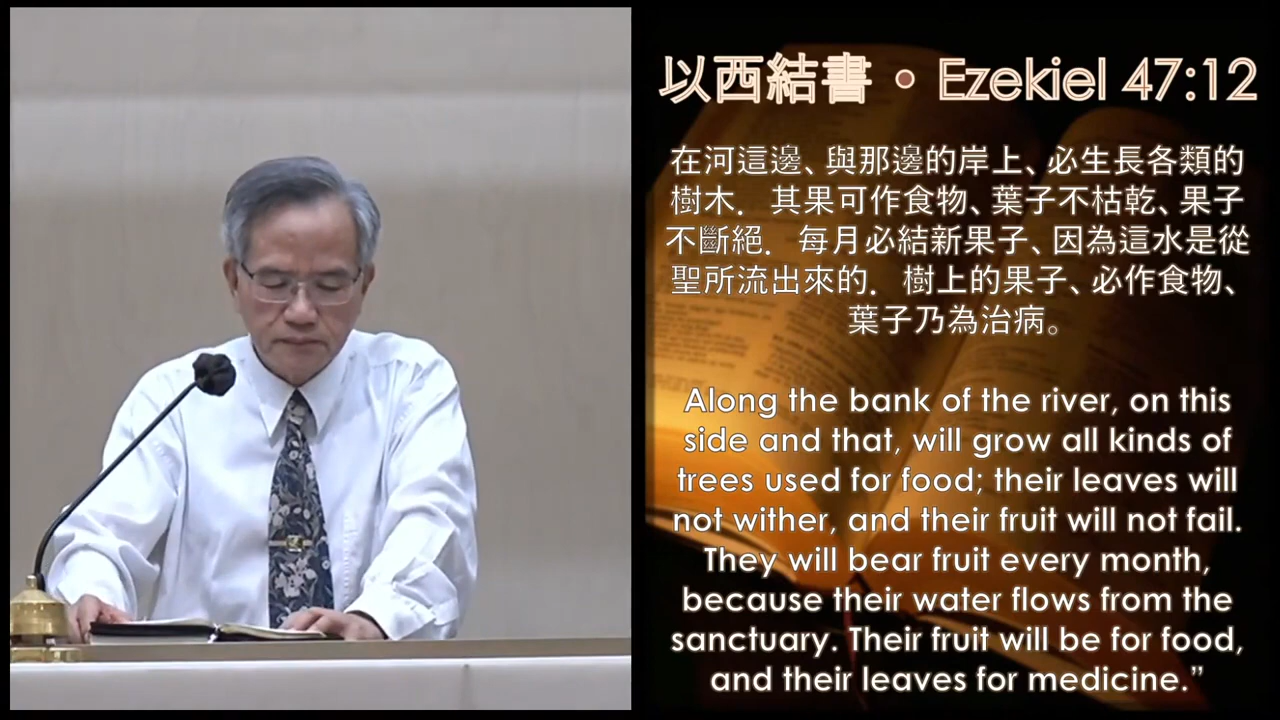 以西結書・Ezekiel 47:12
在河這邊、與那邊的岸上、必生長各類的
樹木．其果可作食物、葉子不枯乾、果子
不斷絕．每月必結新果子、因為這水是從
聖所流出來的．樹上的果子、必作食物、
葉子乃為治病。
Along the bank of the river, on this
side and that, will grow all kinds of
trees used for food; their leaves will
not wither, and their fruit will not fail.
They will bear fruit every month,
because their water flows from the
sanctuary. Their fruit will be for food,
and their leaves for medicine.”